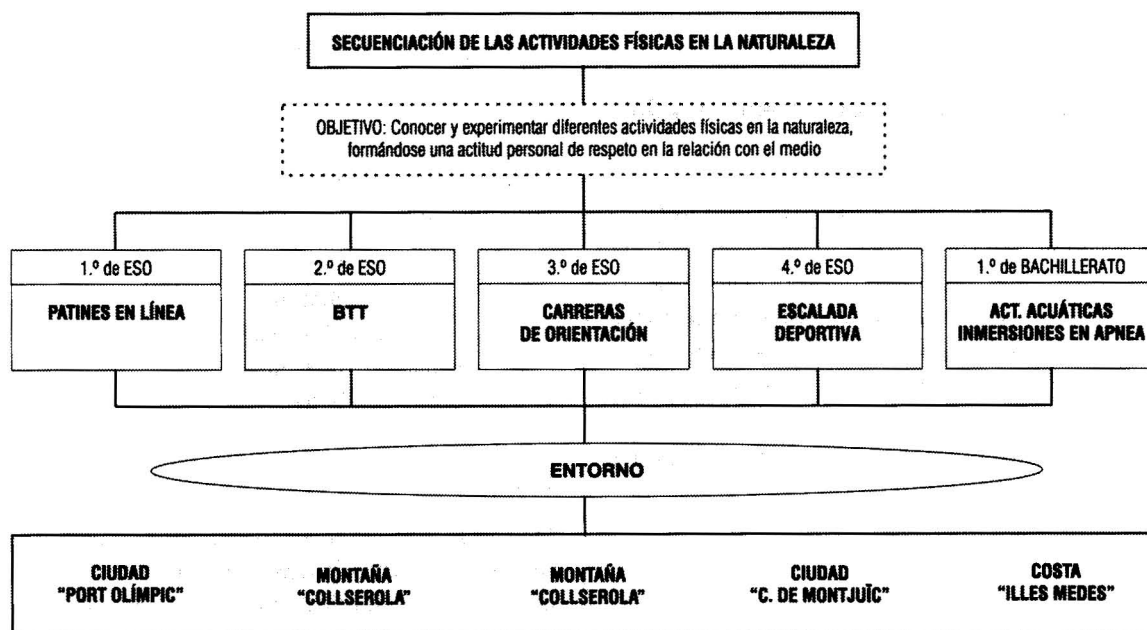 SECUENCIACIÓN DE LAS ACTIVIDADES FÍSICAS EN LA NATURALEZA
OBJETIVO: Conocer y experimentar diferentes actividades físicas en la naturaleza,
formándose una actitud personal de respeto en la relación con el medio
1.º de ESO
PATINES EN LÍNEA
2.º de ESO
BTT
3.º de ESO
CARRERAS
DE ORIENTACIÓN
4.º de ESO
ESCALADA
DEPORTIVA
1.º de BACHILLERATO
ACT. ACUÁTICAS
INMERSIONES EN APNEA
ENTORNO
CIUDAD
"PORT OLÍMPIC"
MONTAÑA
"COLLSEROLA"
MONTAÑA
"COLLSEROLA"
CIUDAD
"C. DE MONTJUÏC"
COSTA
"ILLES MEDES"